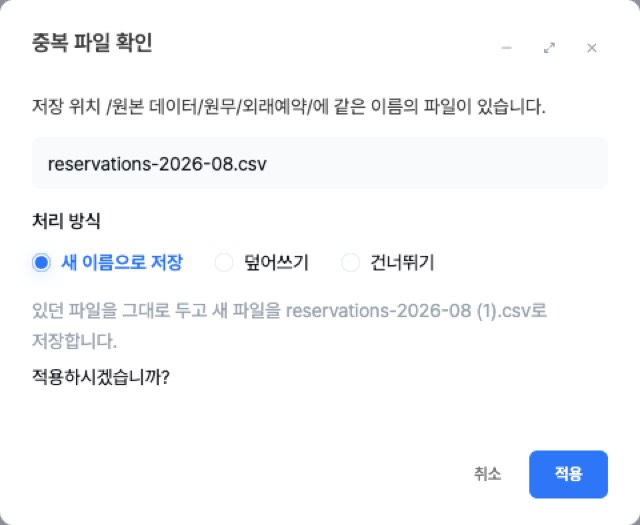 중복 파일 확인
저장 위치 /원본 데이터/원무/외래예약/에 같은 이름의 파일이 있습니다.
reservations-2026-08.csv
처리 방식
새 이름으로 저장 덮어쓰기 건너뛰기
있던 파일을 그대로 두고 새 파일을 reservations-2026-08 (1).csv로
저장합니다.
적용하시겠습니까?
취소 적용